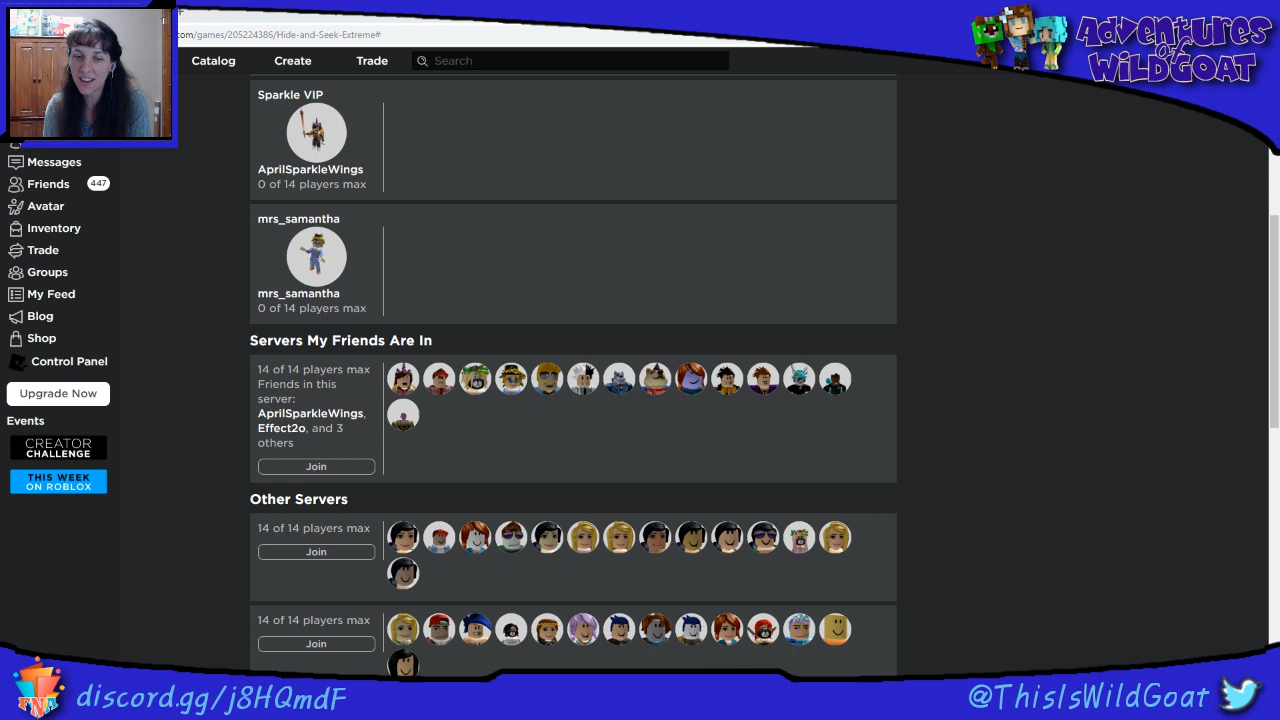 com/games/205224386/Hide-and-Seek-Extreme#
Adventures
of
WildGoat
Catalog
Create
Trade
Search
Messages
Friends 447
Avatar
Inventory
Trade
Groups
My Feed
Blog
Shop
Control Panel
Upgrade Now
Events
CREATOR
CHALLENGE
THIS WEEK
ON ROBLOX
Sparkle VIP
AprilSparkleWings
0 of 14 players max
mrs_samantha
mrs_samantha
0 of 14 players max
Servers My Friends Are In
14 of 14 players max
Friends in this
server:
AprilSparkleWings,
Effect2o, and 3
others
Join
Other Servers
14 of 14 players max
Join
14 of 14 players max
Join
FNA
discord.gg/j8HQmdF
@ThisIsWildGoat